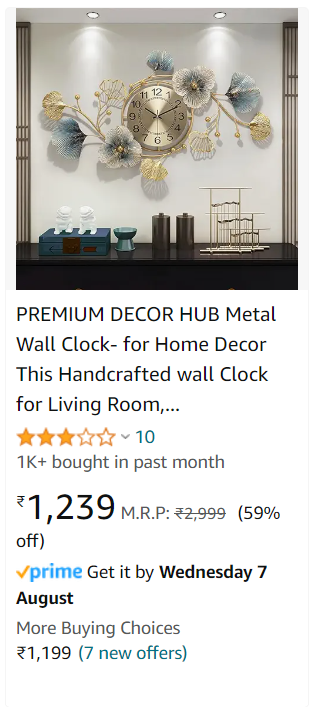 PREMIUM DECOR HUB Metal
Wall Clock- for Home Decor
This Handcrafted wall Clock
for Living Room,...
10
1K+ bought in past month
₹1,239 M.R.P: ₹2,999 (59%
off)
prime Get it by Wednesday 7
August
More Buying Choices
₹1,199 (7 new offers)